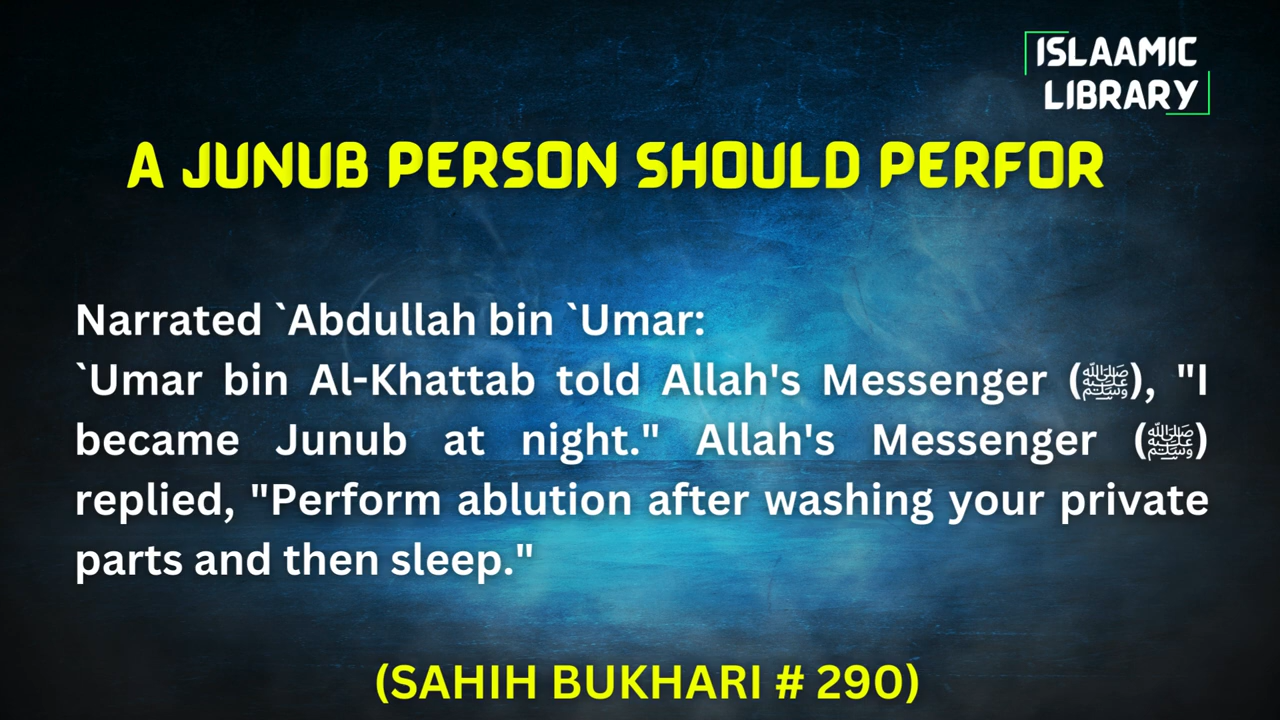 ISLAAMIC
LIBRARY
A JUNUB PERSON SHOULD PERFOR
Narrated `Abdullah bin `Umar:
`Umar bin Al-Khattab told Allah's Messenger (ﷺ), "I
became Junub at night." Allah's Messenger (ﷺ)
replied, "Perform ablution after washing your private
parts and then sleep."
(SAHIH BUKHARI # 290)